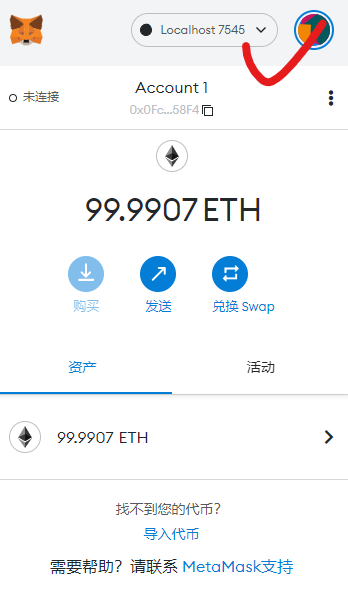 Localhost 7545
未连接
Account 1
0x0Fc...58F4
99.9907 ETH
购买
发送
兑换 Swap
资产
活动
99.9907 ETH
找不到您的代币?
导入代币
需要帮助? 请联系 MetaMask支持